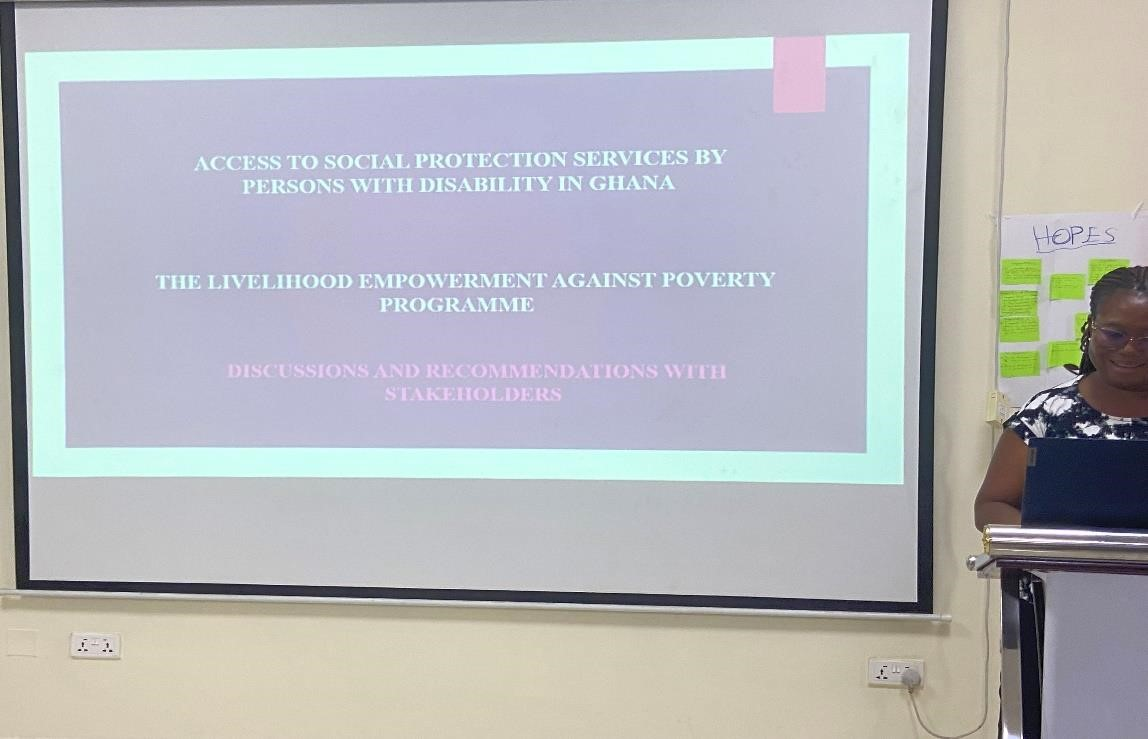 ACCESS TO SOCIAL PROTECTION SERVICES BY
PERSONS WITH DISABILITY IN GHANA
THE LIVELIHOOD EMPOWERMENT AGAINST POVERTY
PROGRAMME
DISCUSSIONS AND RECOMMENDATIONS WITH
STAKEHOLDERS
HOPES